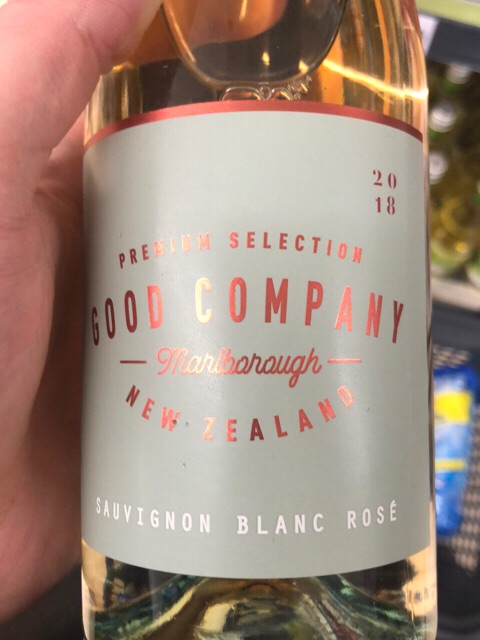 20
18
PREMIUM SELECTION
GOOD COMPANY
Marlborough
NEW ZEALAND
SAUVIGNON BLANC ROSÉ